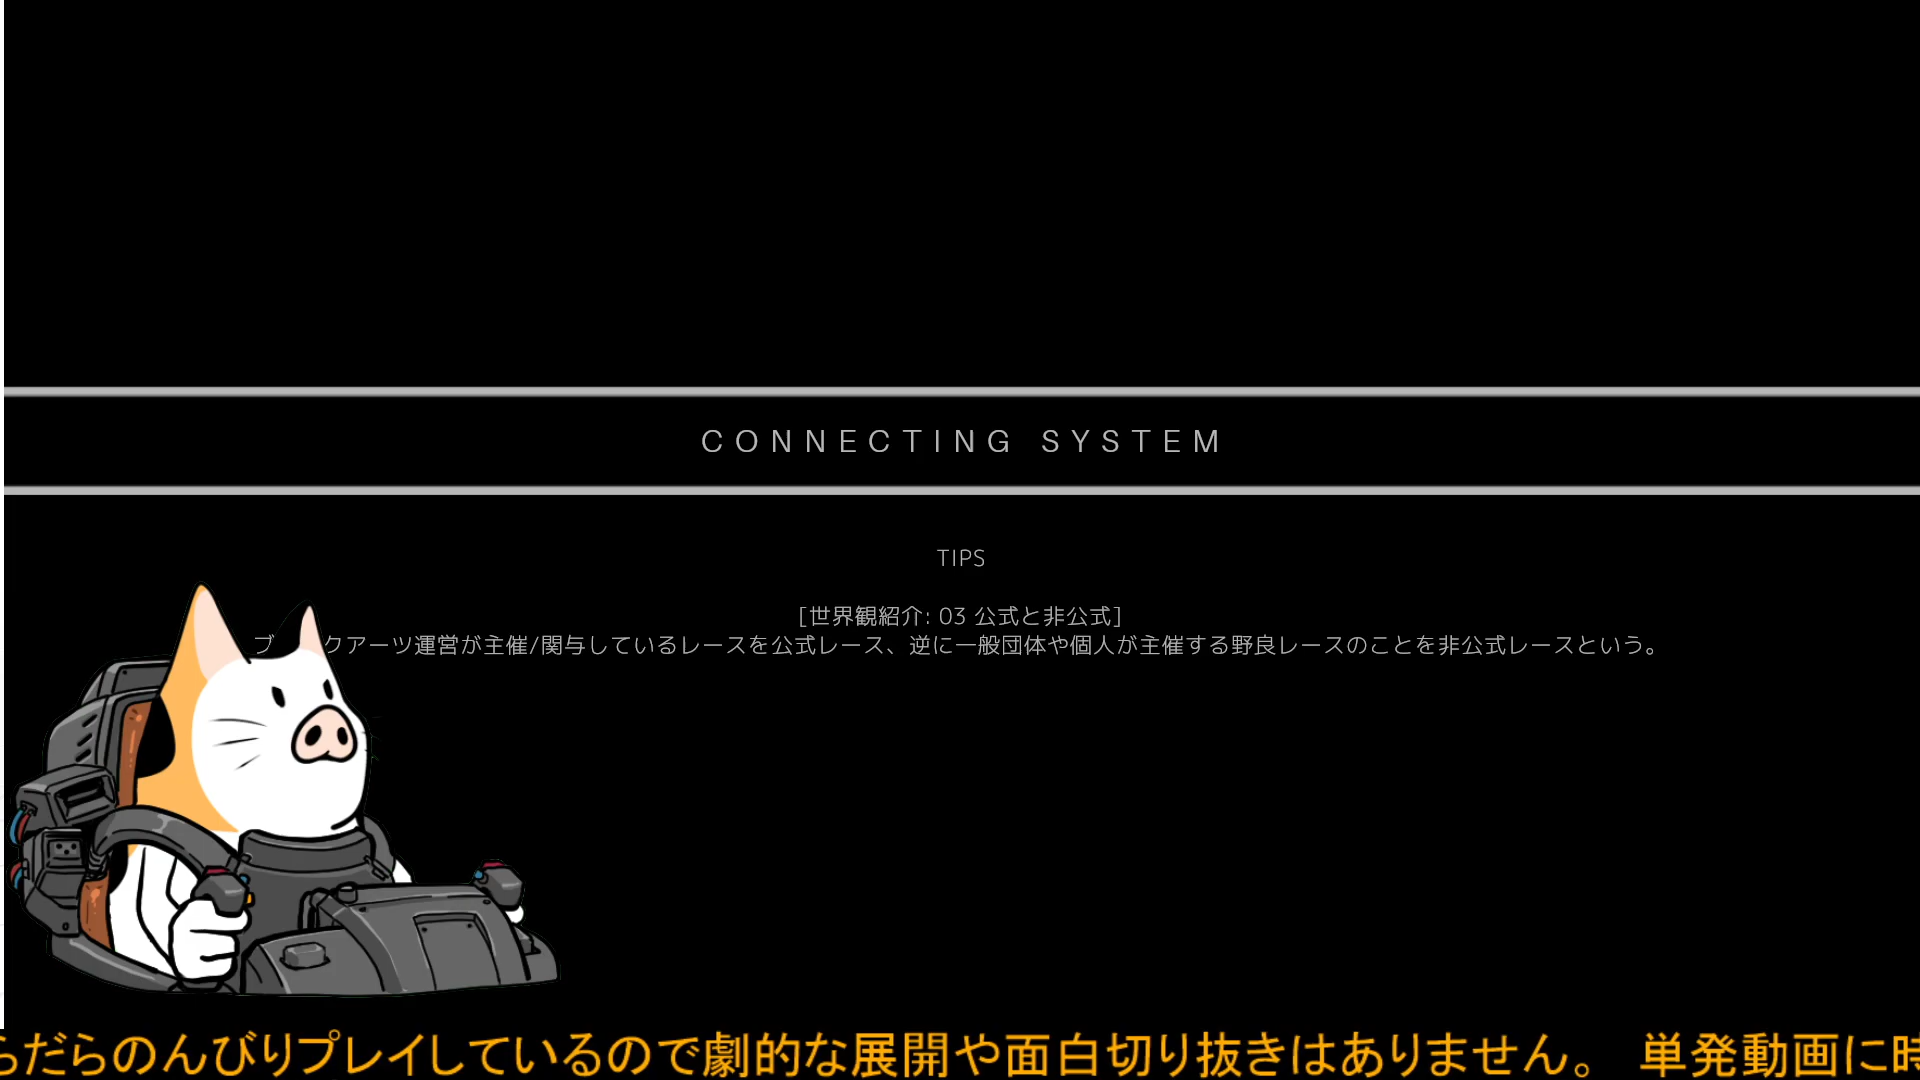 CONNECTING SYSTEM
TIPS
[世界観紹介: 03 公式と非公式]
ブ クアーツ運営が主催/関与しているレースを公式レース、逆に一般団体や個人が主催する野良レースのことを非公式レースという。
らだらのんびりプレイしているので劇的な展開や面白切り抜きはありません。 単発動画に時